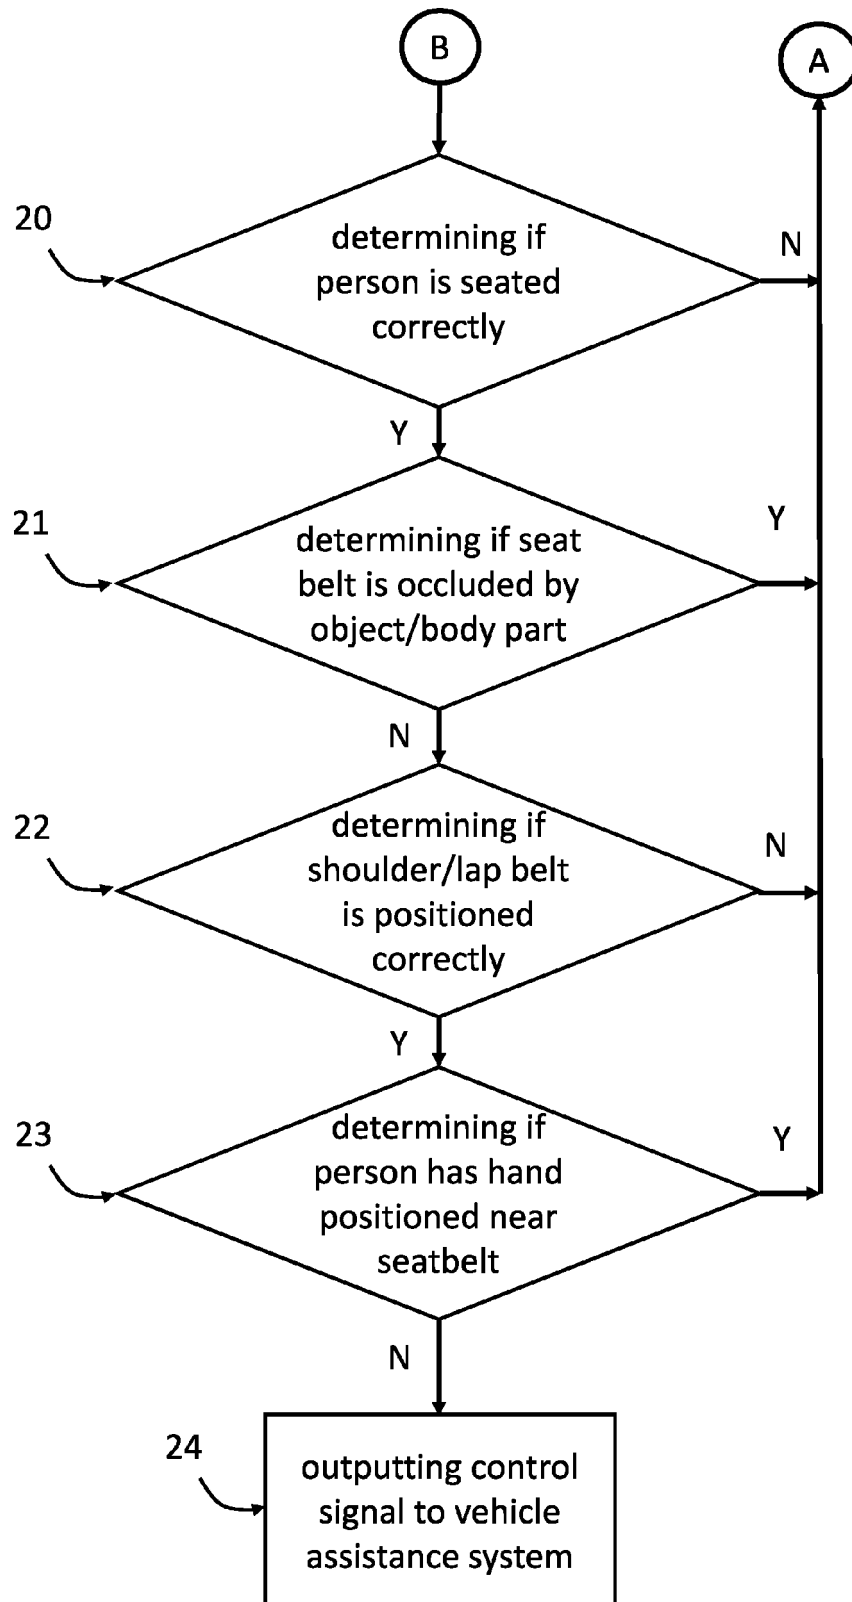 B
A
20
determining if
person is seated
correctly
N
Y
21
determining if seat
belt is occluded by
object/body part
Y
N
22
determining if
shoulder/lap belt
is positioned
correctly
N
Y
23
determining if
person has hand
positioned near
seatbelt
Y
N
24
outputting control
signal to vehicle
assistance system